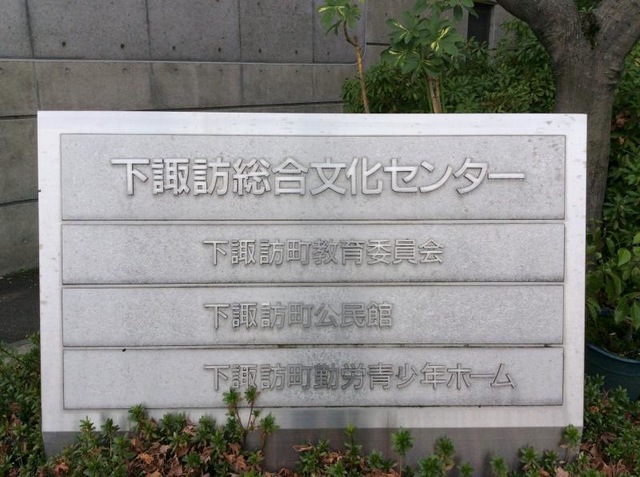 下諏訪総合文化センター
下諏訪町教育委員会
下諏訪町公民館
下諏訪町勤労青少年ホーム